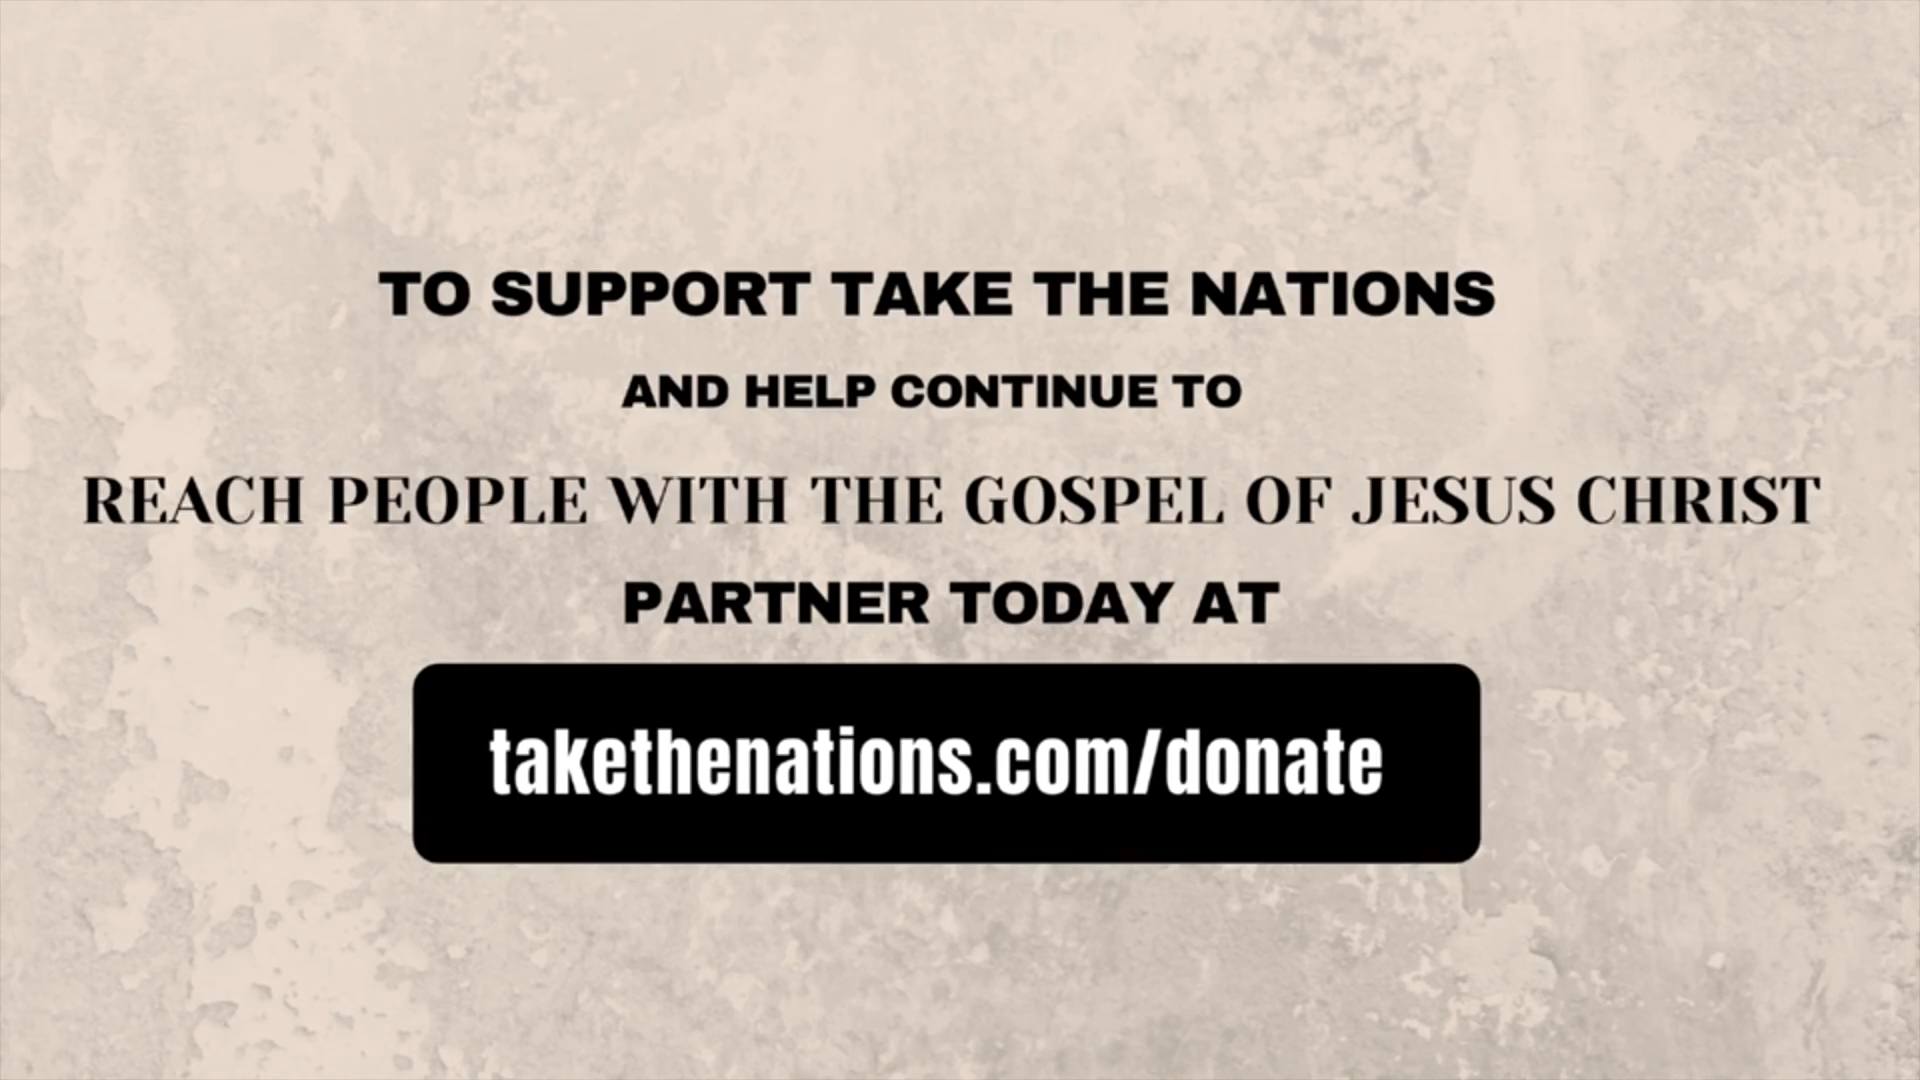 TO SUPPORT TAKE THE NATIONS
AND HELP CONTINUE TO
REACH PEOPLE WITH THE GOSPEL OF JESUS CHRIST
PARTNER TODAY AT
takethenations.com/donate